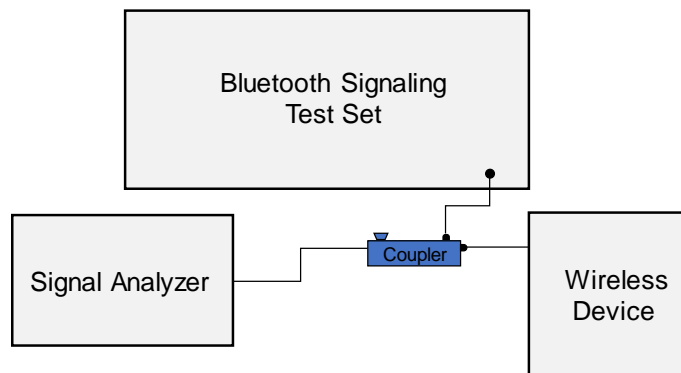 Bluetooth Signaling
Test Set
Signal Analyzer
Coupler
Wireless
Device